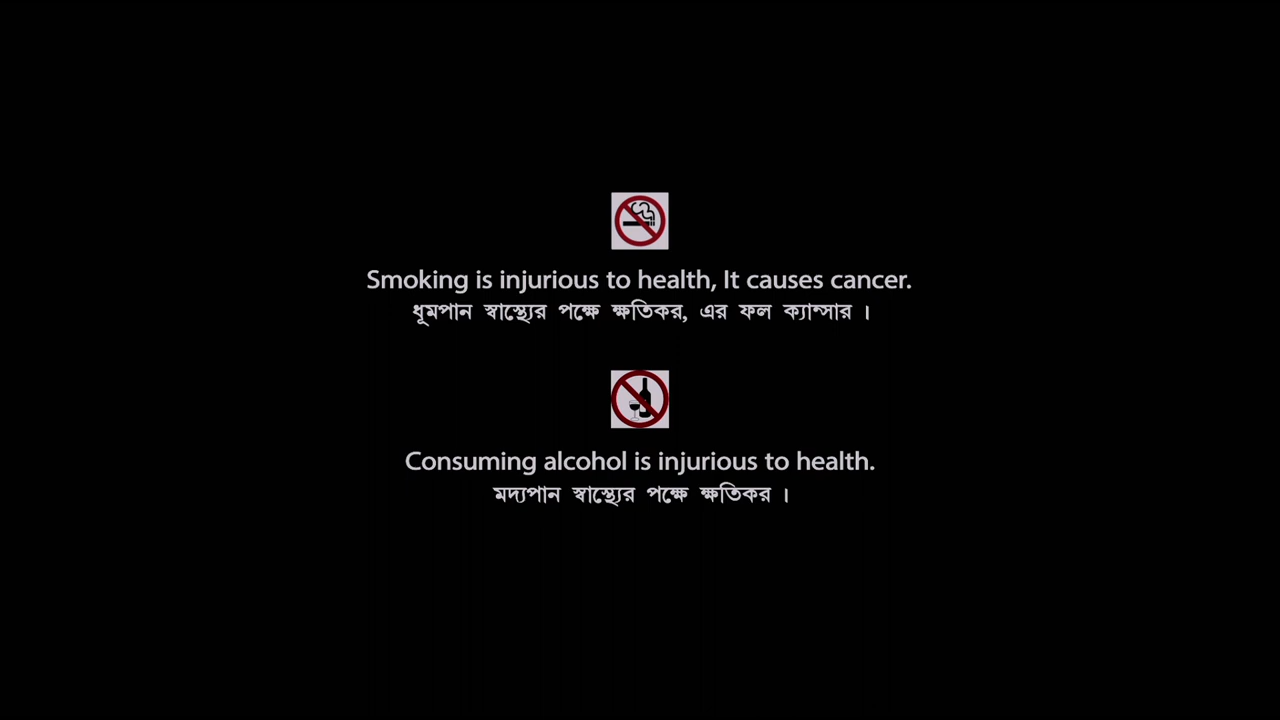 Smoking is injurious to health, It causes cancer.
ধূমপান স্বাস্থ্যের পক্ষে ক্ষতিকর, এর ফল ক্যান্সার ।
Consuming alcohol is injurious to health.
মদ্যপান স্বাস্থ্যের পক্ষে ক্ষতিকর ।